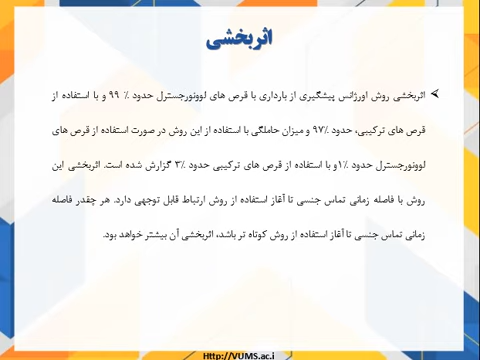 اثربخشی
اثربخشی روش اورژانس پیشگیری از بارداری با قرص های لوونورجسترل حدود ٪ ۹۹ و با استفاده از
قرص های ترکیبی، حدود ٪۹۷ و میزان حاملگی با استفاده از این روش در صورت استفاده از قرص های
لوونورجسترل حدود ٪۱و با استفاده از قرص های ترکیبی حدود ٪۳ گزارش شده است. اثربخشی این
روش با فاصله زمانی تماس جنسی تا آغاز استفاده از روش ارتباط قابل توجهی دارد. هر چقدر فاصله
زمانی تماس جنسی تا آغاز استفاده از روش کوتاه تر باشد، اثربخشی آن بیشتر خواهد بود.
Http://VUMS.ac.i